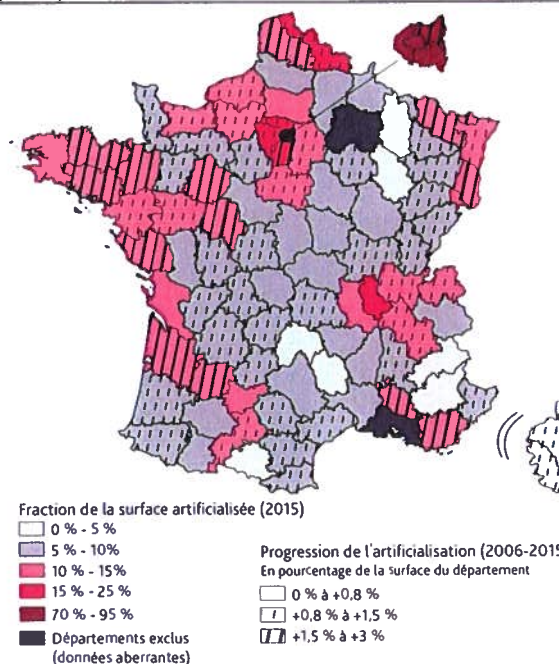 Fraction de la surface artificialisée (2015)
0 % - 5 %
5 % - 10%
10 % - 15%
15 % - 25 %
70 % - 95 %
Départements exclus
(données aberrantes)
Progression de l'artificialisation (2006-2015
En pourcentage de la surface du département
0 % à +0,8 %
+0,8 % à +1,5 %
+1,5 % à +3 %